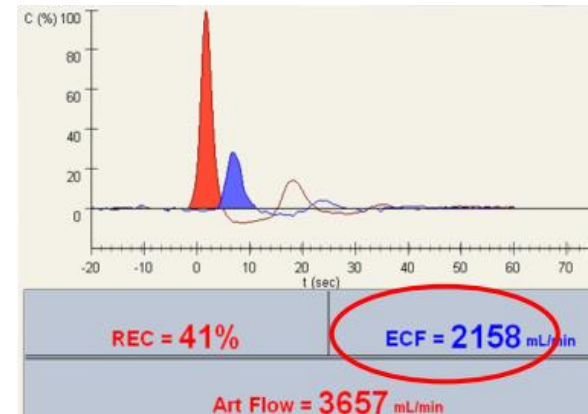 C (%) 100
80
60
40
20
0
-20 -10 0 10 20 30 40 50 60 70
t (sec)
REC = 41% ECF = 2158 mL/min
Art Flow = 3657 mL/min